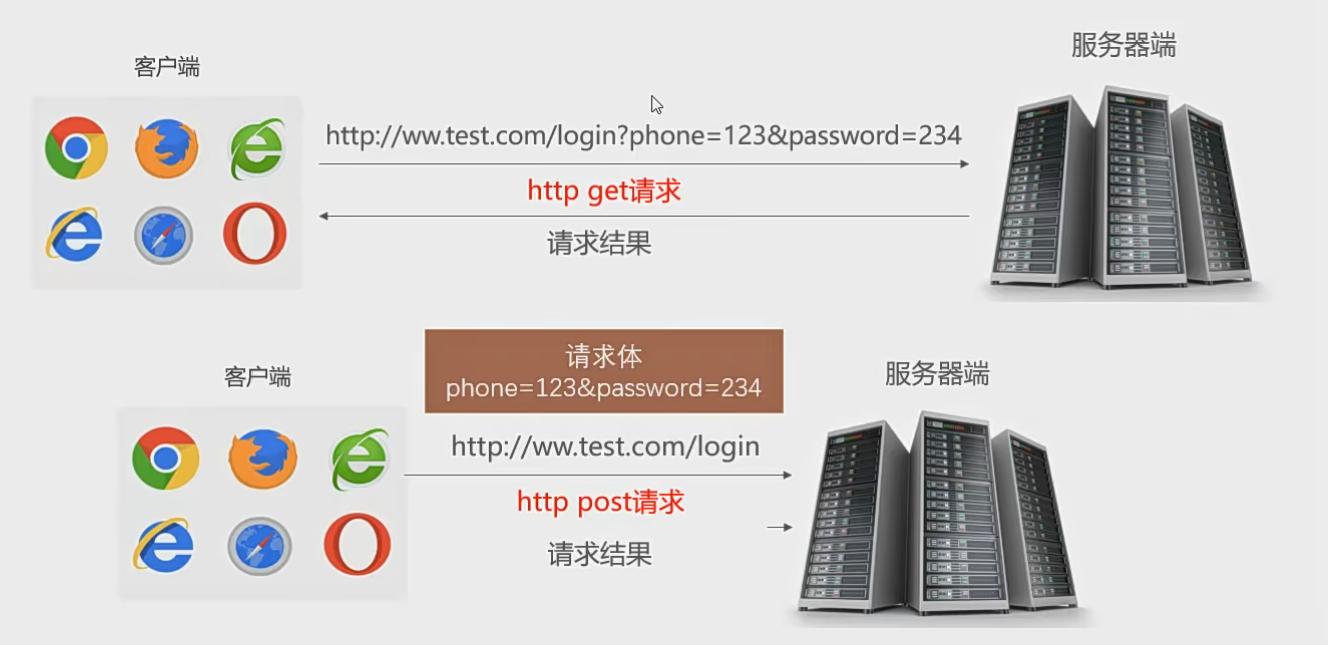 客户端
服务器端
http://ww.test.com/login?phone=123&password=234
http get请求
请求结果
客户端
请求体
phone=123&password=234
服务器端
http://ww.test.com/login
http post请求
请求结果